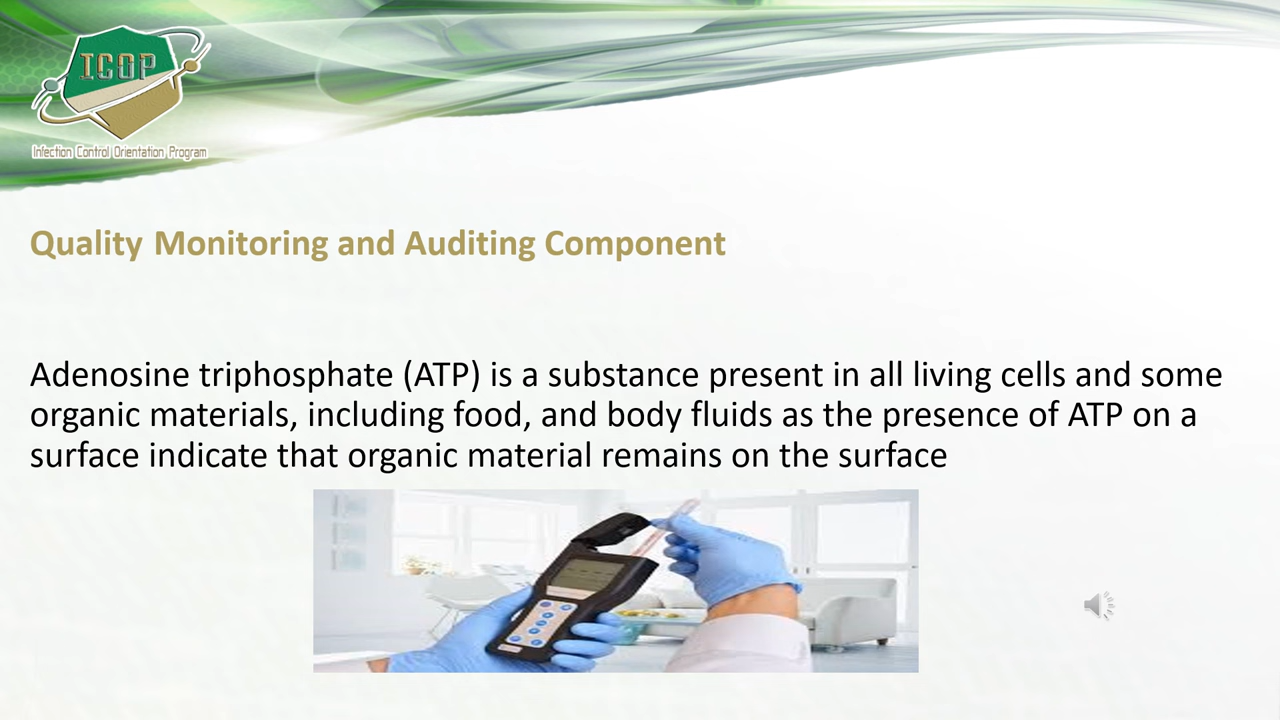 ICOP
Infection Control Orientation Program
Quality Monitoring and Auditing Component
Adenosine triphosphate (ATP) is a substance present in all living cells and some
organic materials, including food, and body fluids as the presence of ATP on a
surface indicate that organic material remains on the surface